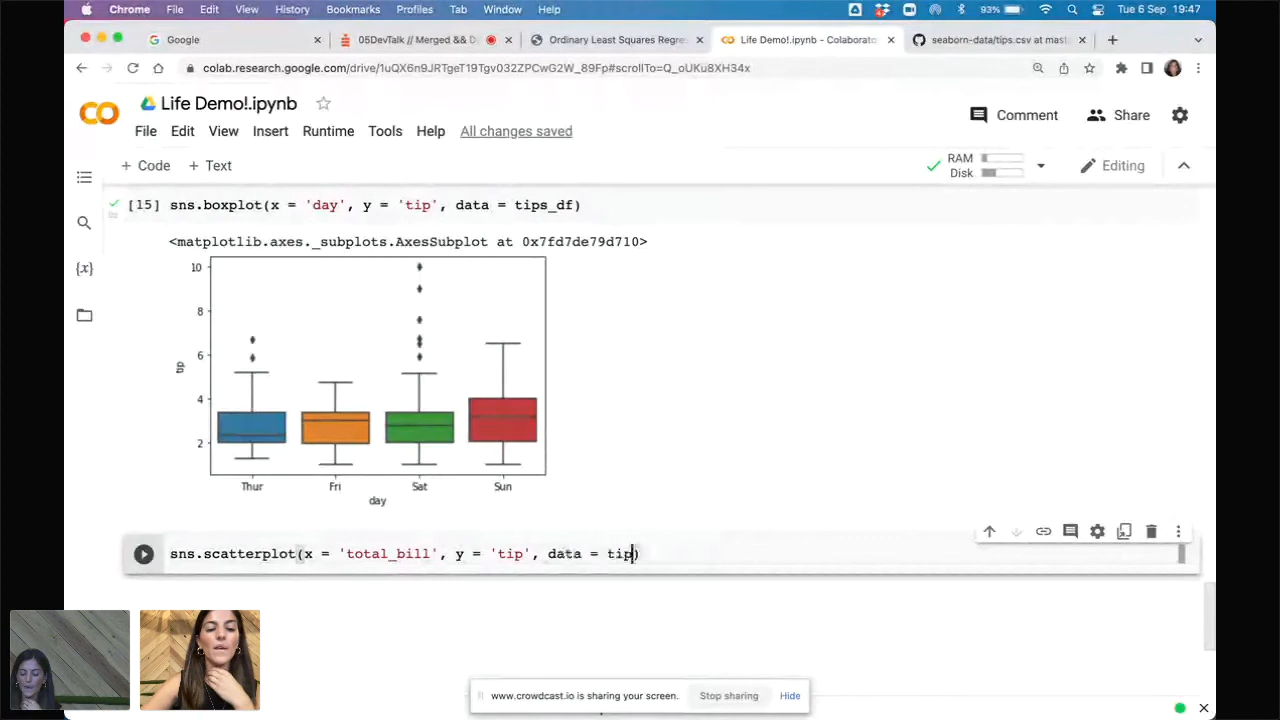 Chrome File Edit View History Bookmarks Profiles Tab Window Help 93% Tue 6 Sep. 19:47
Google 05DevTalk // Merged && D Ordinary Least Squares Regres Life Demo!.ipynb - Colaborato seaborn-data/tips.csv at mast
colab.research.google.com/drive/1uQX6n9JRTgeT19Tgv032ZPCwG2W_89Fp#scrollTo=Q_oUKu8XH34x
Life Demo!.ipynb
Comment Share
File Edit View Insert Runtime Tools Help All changes saved
+ Code + Text
RAM
Disk
Editing
[15] sns.boxplot(x = 'day', y = 'tip', data = tips_df)
<matplotlib.axes._subplots.AxesSubplot at 0x7fd7de79d710>
10
8
6
tip
4
2
Thur Fri Sat Sun
day
sns.scatterplot(x = 'total_bill', y = 'tip', data = tip)
www.crowdcast.io is sharing your screen. Stop sharing Hide